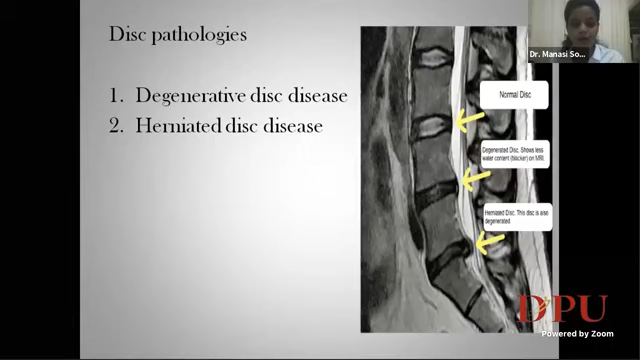 Disc pathologies
1. Degenerative disc disease
2. Herniated disc disease
Dr. Manasi So...
Normal Disc
Degenerated Disc. Shows less
water content (blacker) on MRI.
Herniated Disc. This disc is also
degenerated
DPU
Powered by Zoom